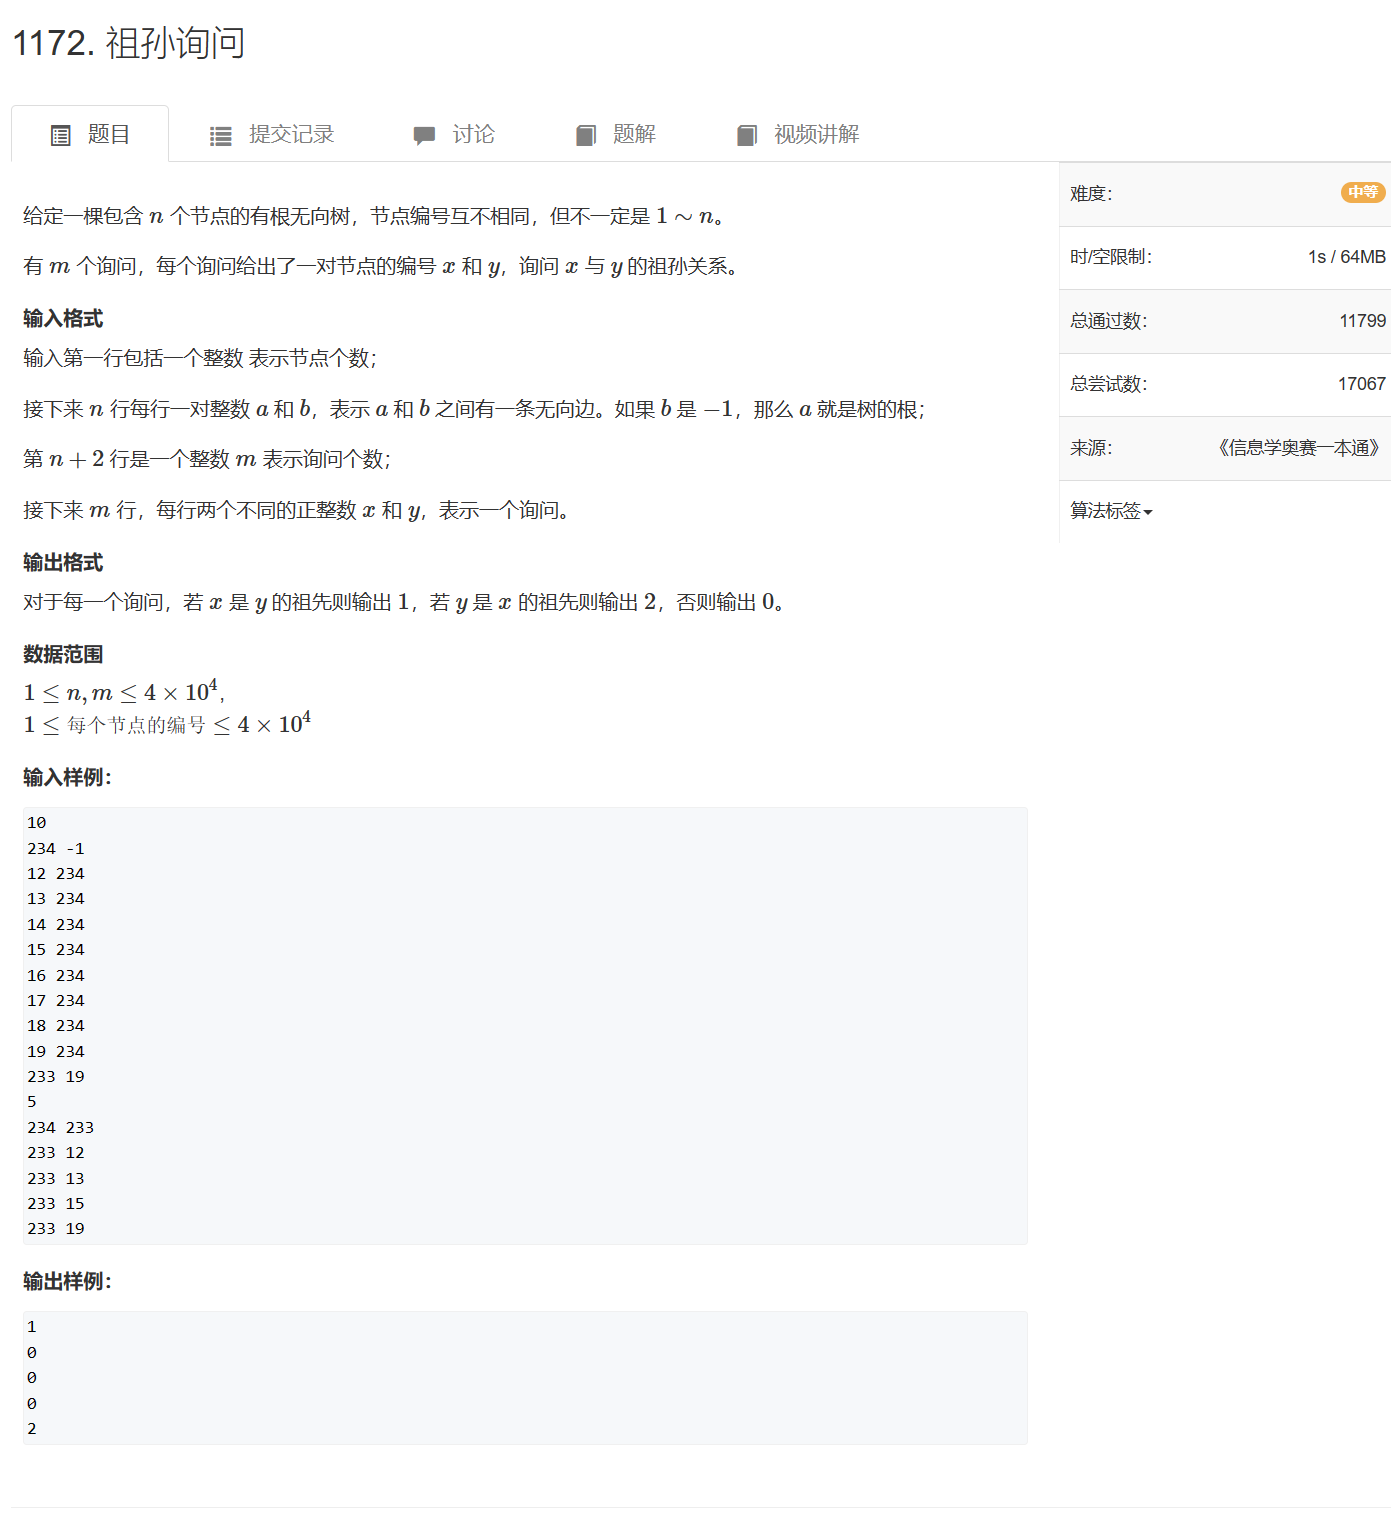 1172. 祖孙询问
题目 提交记录 讨论 题解 视频讲解
给定一棵包含 n 个节点的有根无向树，节点编号互不相同，但不一定是 1 ∼ n。
有 m 个询问，每个询问给出了一对节点的编号 x 和 y，询问 x 与 y 的祖孙关系。
输入格式
输入第一行包括一个整数 表示节点个数；
接下来 n 行每行一对整数 a 和 b，表示 a 和 b 之间有一条无向边。如果 b 是 −1，那么 a 就是树的根；
第 n + 2 行是一个整数 m 表示询问个数；
接下来 m 行，每行两个不同的正整数 x 和 y，表示一个询问。
输出格式
对于每一个询问，若 x 是 y 的祖先则输出 1，若 y 是 x 的祖先则输出 2，否则输出 0。
数据范围
1 ≤ n, m ≤ 4 × 10⁴,
1 ≤ 每个节点的编号 ≤ 4 × 10⁴
输入样例：
10
234 -1
12 234
13 234
14 234
15 234
16 234
17 234
18 234
19 234
233 19
5
234 233
233 12
233 13
233 15
233 19
输出样例：
1
0
0
0
2
难度： 中等
时/空限制： 1s / 64MB
总通过数： 11799
总尝试数： 17067
来源： 《信息学奥赛一本通》
算法标签